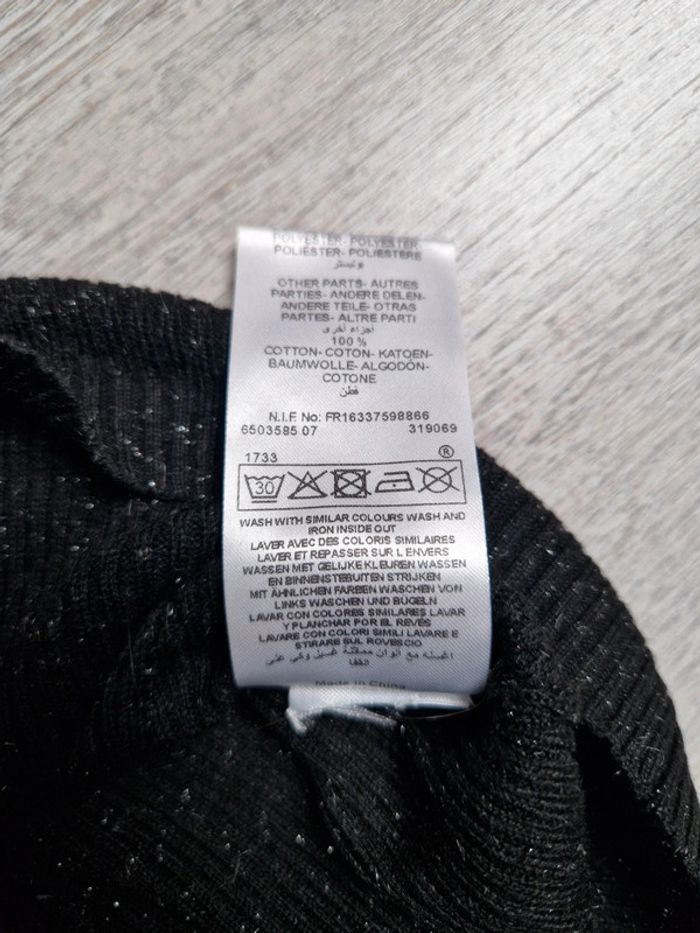 POLYESTER- POLYESTER
POLIESTER- POLIESTERE
OTHER PARTS- AUTRES
PARTIES- ANDERE DELEN-
ANDERE TEILE- OTRAS
PARTES- ALTRE PARTI
أجزاء أخرى
100 %
COTTON- COTON- KATOEN-
BAUMWOLLE- ALGODÓN-
COTONE
قطن
N.I.F. No: FR16337598866
6503585 07 319069
1733 ®
30
WASH WITH SIMILAR COLOURS WASH AND
IRON INSIDE OUT
LAVER AVEC DES COLORIS SIMILAIRES
LAVER ET REPASSER SUR L ENVERS
WASSEN MET GELIJKE KLEUREN WASSEN
EN BINNENSTEBUITEN STRIJKEN
MIT ÄHNLICHEN FARBEN WASCHEN VON
LINKS WASCHEN UND BÜGELN
LAVAR CON COLORES SIMILARES LAVAR
Y PLANCHAR POR EL REVÉS
LAVARE CON COLORI SIMILI LAVARE E
STIRARE SUL ROVESCIO
Made in China